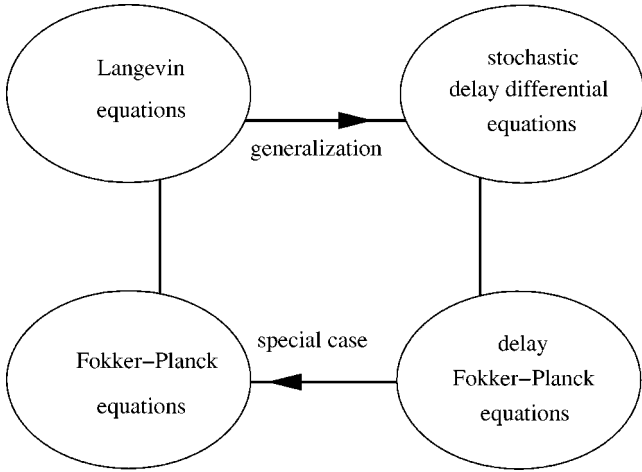 Langevin
equations
stochastic
delay differential
equations
generalization
special case
Fokker–Planck
equations
delay
Fokker–Planck
equations